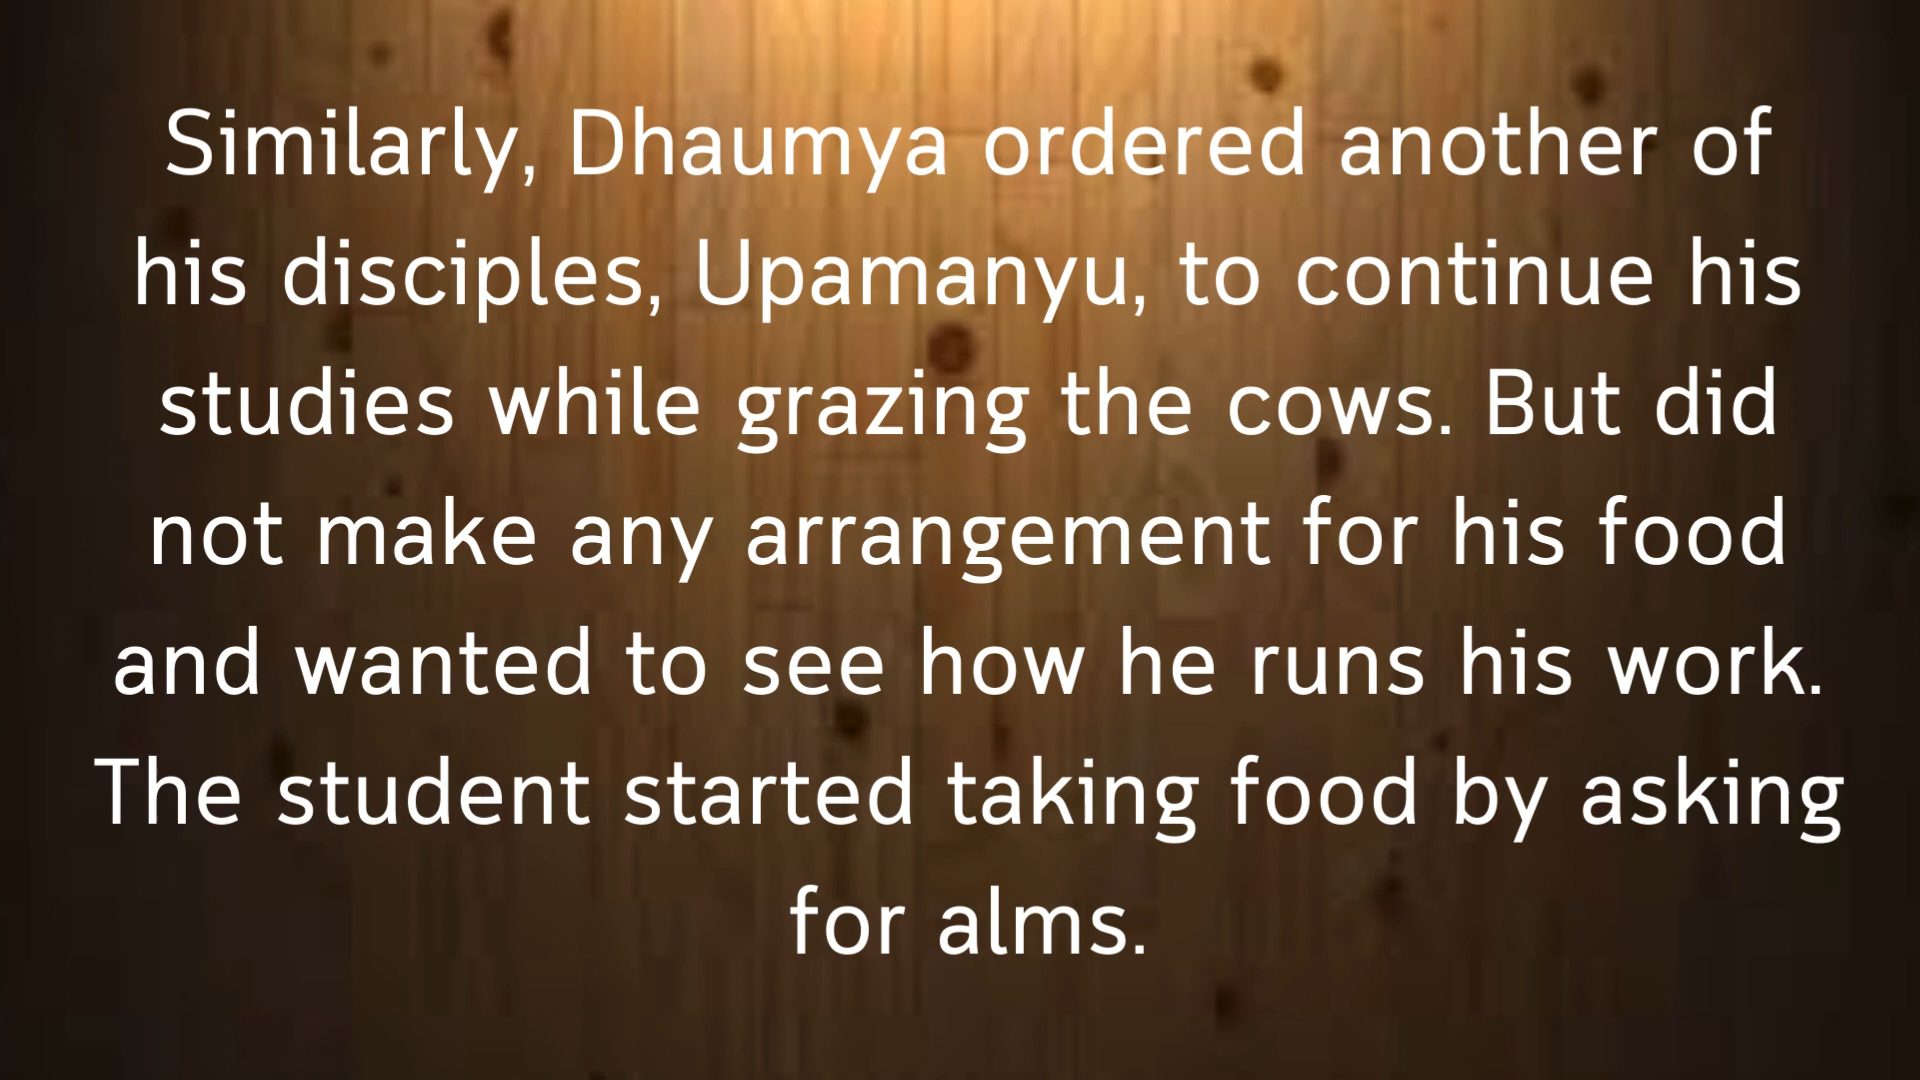 Similarly, Dhaumya ordered another of
his disciples, Upamanyu, to continue his
studies while grazing the cows. But did
not make any arrangement for his food
and wanted to see how he runs his work.
The student started taking food by asking
for alms.